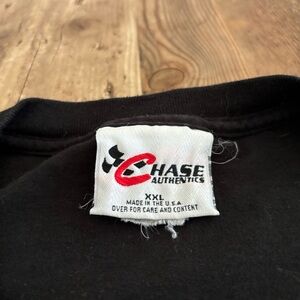 CHASE
AUTHENTICS
XXL
MADE IN THE U.S.A
OVER FOR CARE AND CONTENT